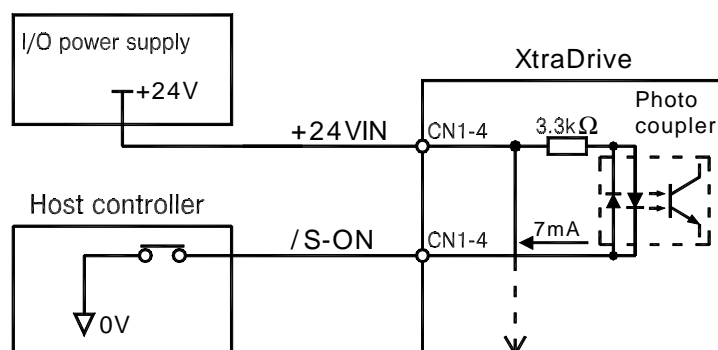 I/O power supply
+24V
XtraDrive
Photo
coupler
+24VIN
CN1-4
3.3kΩ
Host controller
/S-ON
CN1-4
7mA
0V